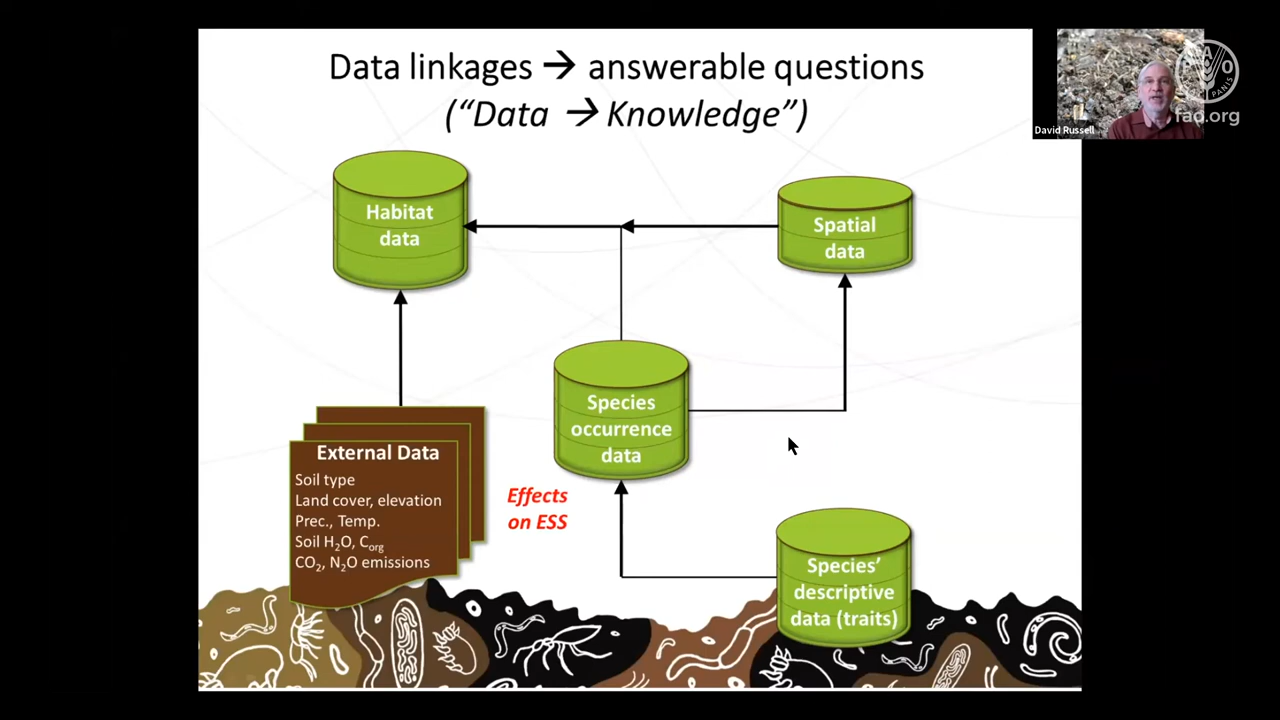 Data linkages → answerable questions
(“Data → Knowledge”)
David Russell
FAO
PANIS
fao.org
Habitat
data
Spatial
data
Species
occurrence
data
External Data
Soil type
Land cover, elevation
Prec., Temp.
Soil H₂O, Corg
CO₂, N₂O emissions
Effects
on ESS
Species’
descriptive
data (traits)